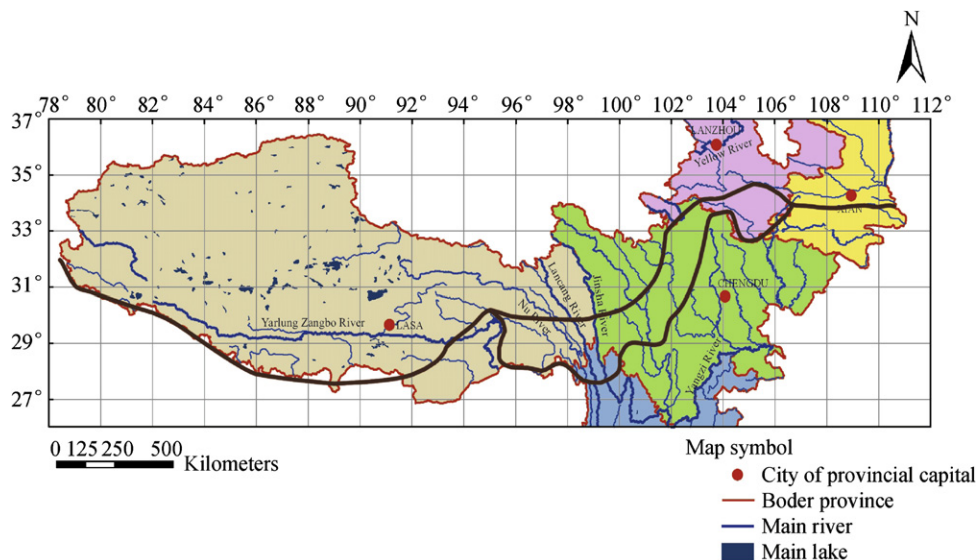 N
78° 80° 82° 84° 86° 88° 90° 92° 94° 96° 98° 100° 102° 104° 106° 108° 110° 112°
37°
LANZHOU
Yellow River
35°
XIAN
33°
Lancang River
Jinsha River
31°
Nu River
CHENGDU
Yarlung Zangbo River
LASA
29°
Yangzi River
27°
0 125 250 500
Kilometers
Map symbol
City of provincial capital
Boder province
Main river
Main lake